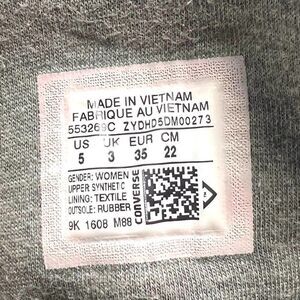 MADE IN VIETNAM
FABRIQUE AU VIETNAM
553269C ZYDHD5DM00273
US UK EUR CM
5 3 35 22
GENDER: WOMEN
UPPER SYNTHETIC
LINING: TEXTILE
OUTSOLE: RUBBER
9K 1608 M88
CONVERSE